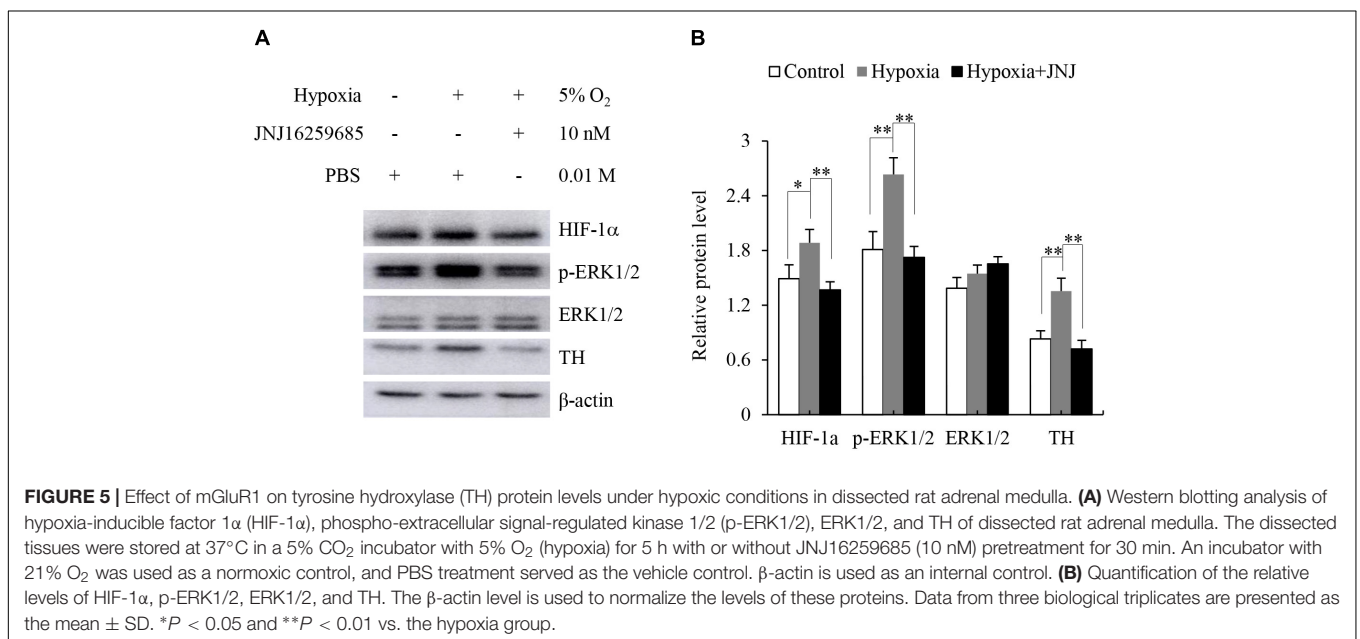 A
Hypoxia - + + 5% O₂
JNJ16259685 - - + 10 nM
PBS + + - 0.01 M
HIF-1α
p-ERK1/2
ERK1/2
TH
β-actin
B
Control Hypoxia Hypoxia+JNJ
Relative protein level
3
2.4
1.8
1.2
0.6
0
* ** ** ** ** **
HIF-1a p-ERK1/2 ERK1/2 TH
FIGURE 5 | Effect of mGluR1 on tyrosine hydroxylase (TH) protein levels under hypoxic conditions in dissected rat adrenal medulla. (A) Western blotting analysis of
hypoxia-inducible factor 1α (HIF-1α), phospho-extracellular signal-regulated kinase 1/2 (p-ERK1/2), ERK1/2, and TH of dissected rat adrenal medulla. The dissected
tissues were stored at 37°C in a 5% CO₂ incubator with 5% O₂ (hypoxia) for 5 h with or without JNJ16259685 (10 nM) pretreatment for 30 min. An incubator with
21% O₂ was used as a normoxic control, and PBS treatment served as the vehicle control. β-actin is used as an internal control. (B) Quantification of the relative
levels of HIF-1α, p-ERK1/2, ERK1/2, and TH. The β-actin level is used to normalize the levels of these proteins. Data from three biological triplicates are presented as
the mean ± SD. *P < 0.05 and **P < 0.01 vs. the hypoxia group.